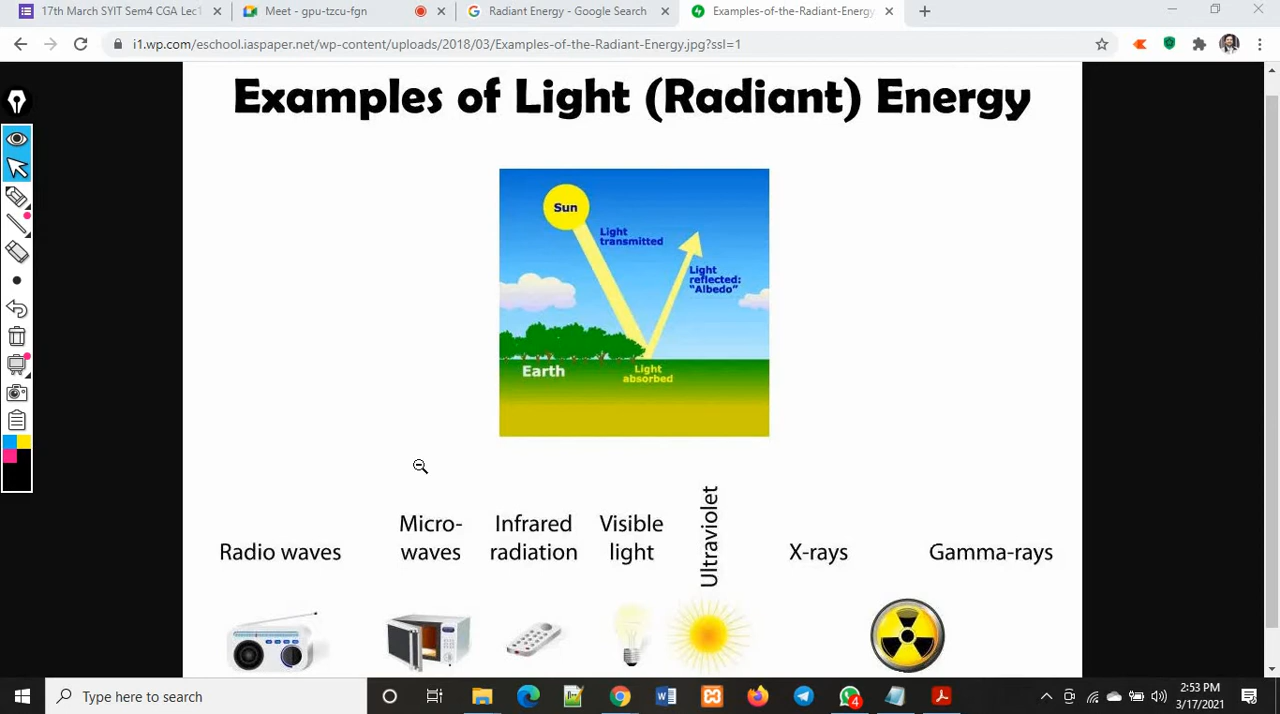 17th March SYIT Sem4 CGA Lec1
Meet - gpu-tzcu-fgn
Radiant Energy - Google Search
Examples-of-the-Radiant-Energy-
i1.wp.com/eschool.iaspaper.net/wp-content/uploads/2018/03/Examples-of-the-Radiant-Energy.jpg?ssl=1
Examples of Light (Radiant) Energy
Sun
Light
transmitted
Light
reflected:
"Albedo"
Earth
Light
absorbed
Radio waves
Micro-
waves
Infrared
radiation
Visible
light
Ultraviolet
X-rays
Gamma-rays
Type here to search
4
2:53 PM
3/17/2021